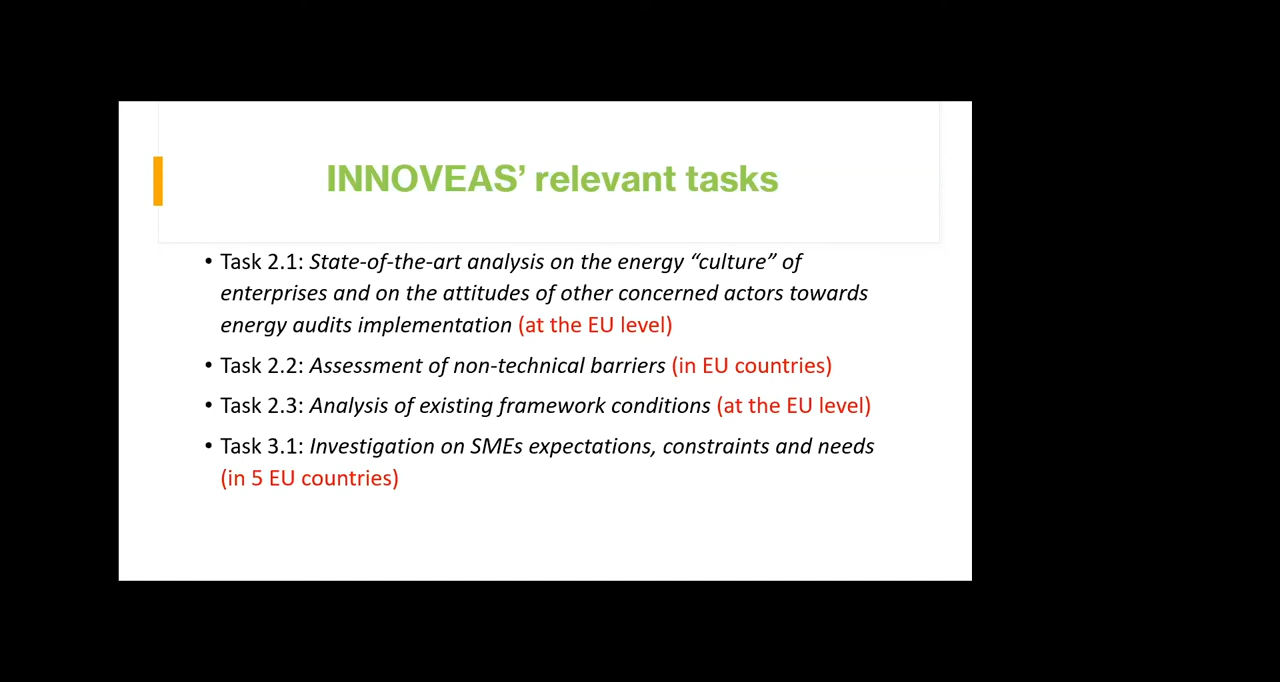 INNOVEAS’ relevant tasks
• Task 2.1: State-of-the-art analysis on the energy “culture” of
enterprises and on the attitudes of other concerned actors towards
energy audits implementation (at the EU level)
• Task 2.2: Assessment of non-technical barriers (in EU countries)
• Task 2.3: Analysis of existing framework conditions (at the EU level)
• Task 3.1: Investigation on SMEs expectations, constraints and needs
(in 5 EU countries)